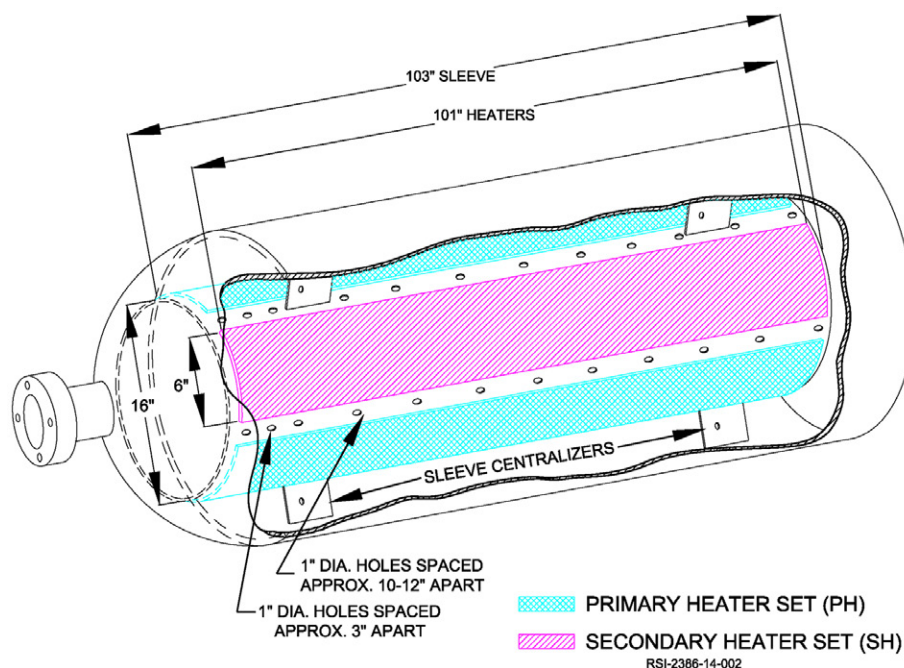 103" SLEEVE
101" HEATERS
6"
16"
SLEEVE CENTRALIZERS
1" DIA. HOLES SPACED
APPROX. 10-12" APART
1" DIA. HOLES SPACED
APPROX. 3" APART
PRIMARY HEATER SET (PH)
SECONDARY HEATER SET (SH)
RSI-2386-14-002